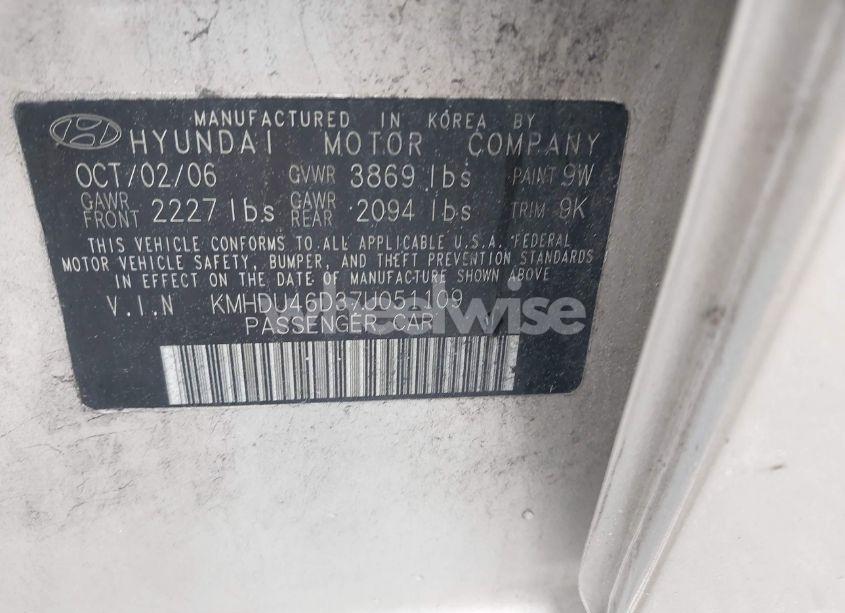 MANUFACTURED IN KOREA BY
HYUNDAI MOTOR COMPANY
OCT/02/06 GVWR 3869 lbs PAINT 9W
GAWR FRONT 2227 lbs GAWR REAR 2094 lbs TRIM 9K
THIS VEHICLE CONFORMS TO ALL APPLICABLE U.S.A. FEDERAL
MOTOR VEHICLE SAFETY, BUMPER, AND THEFT PREVENTION STANDARDS
IN EFFECT ON THE DATE OF MANUFACTURE SHOWN ABOVE
V.I.N KMHDU46D37U051109
PASSENGER CAR
wheelwise